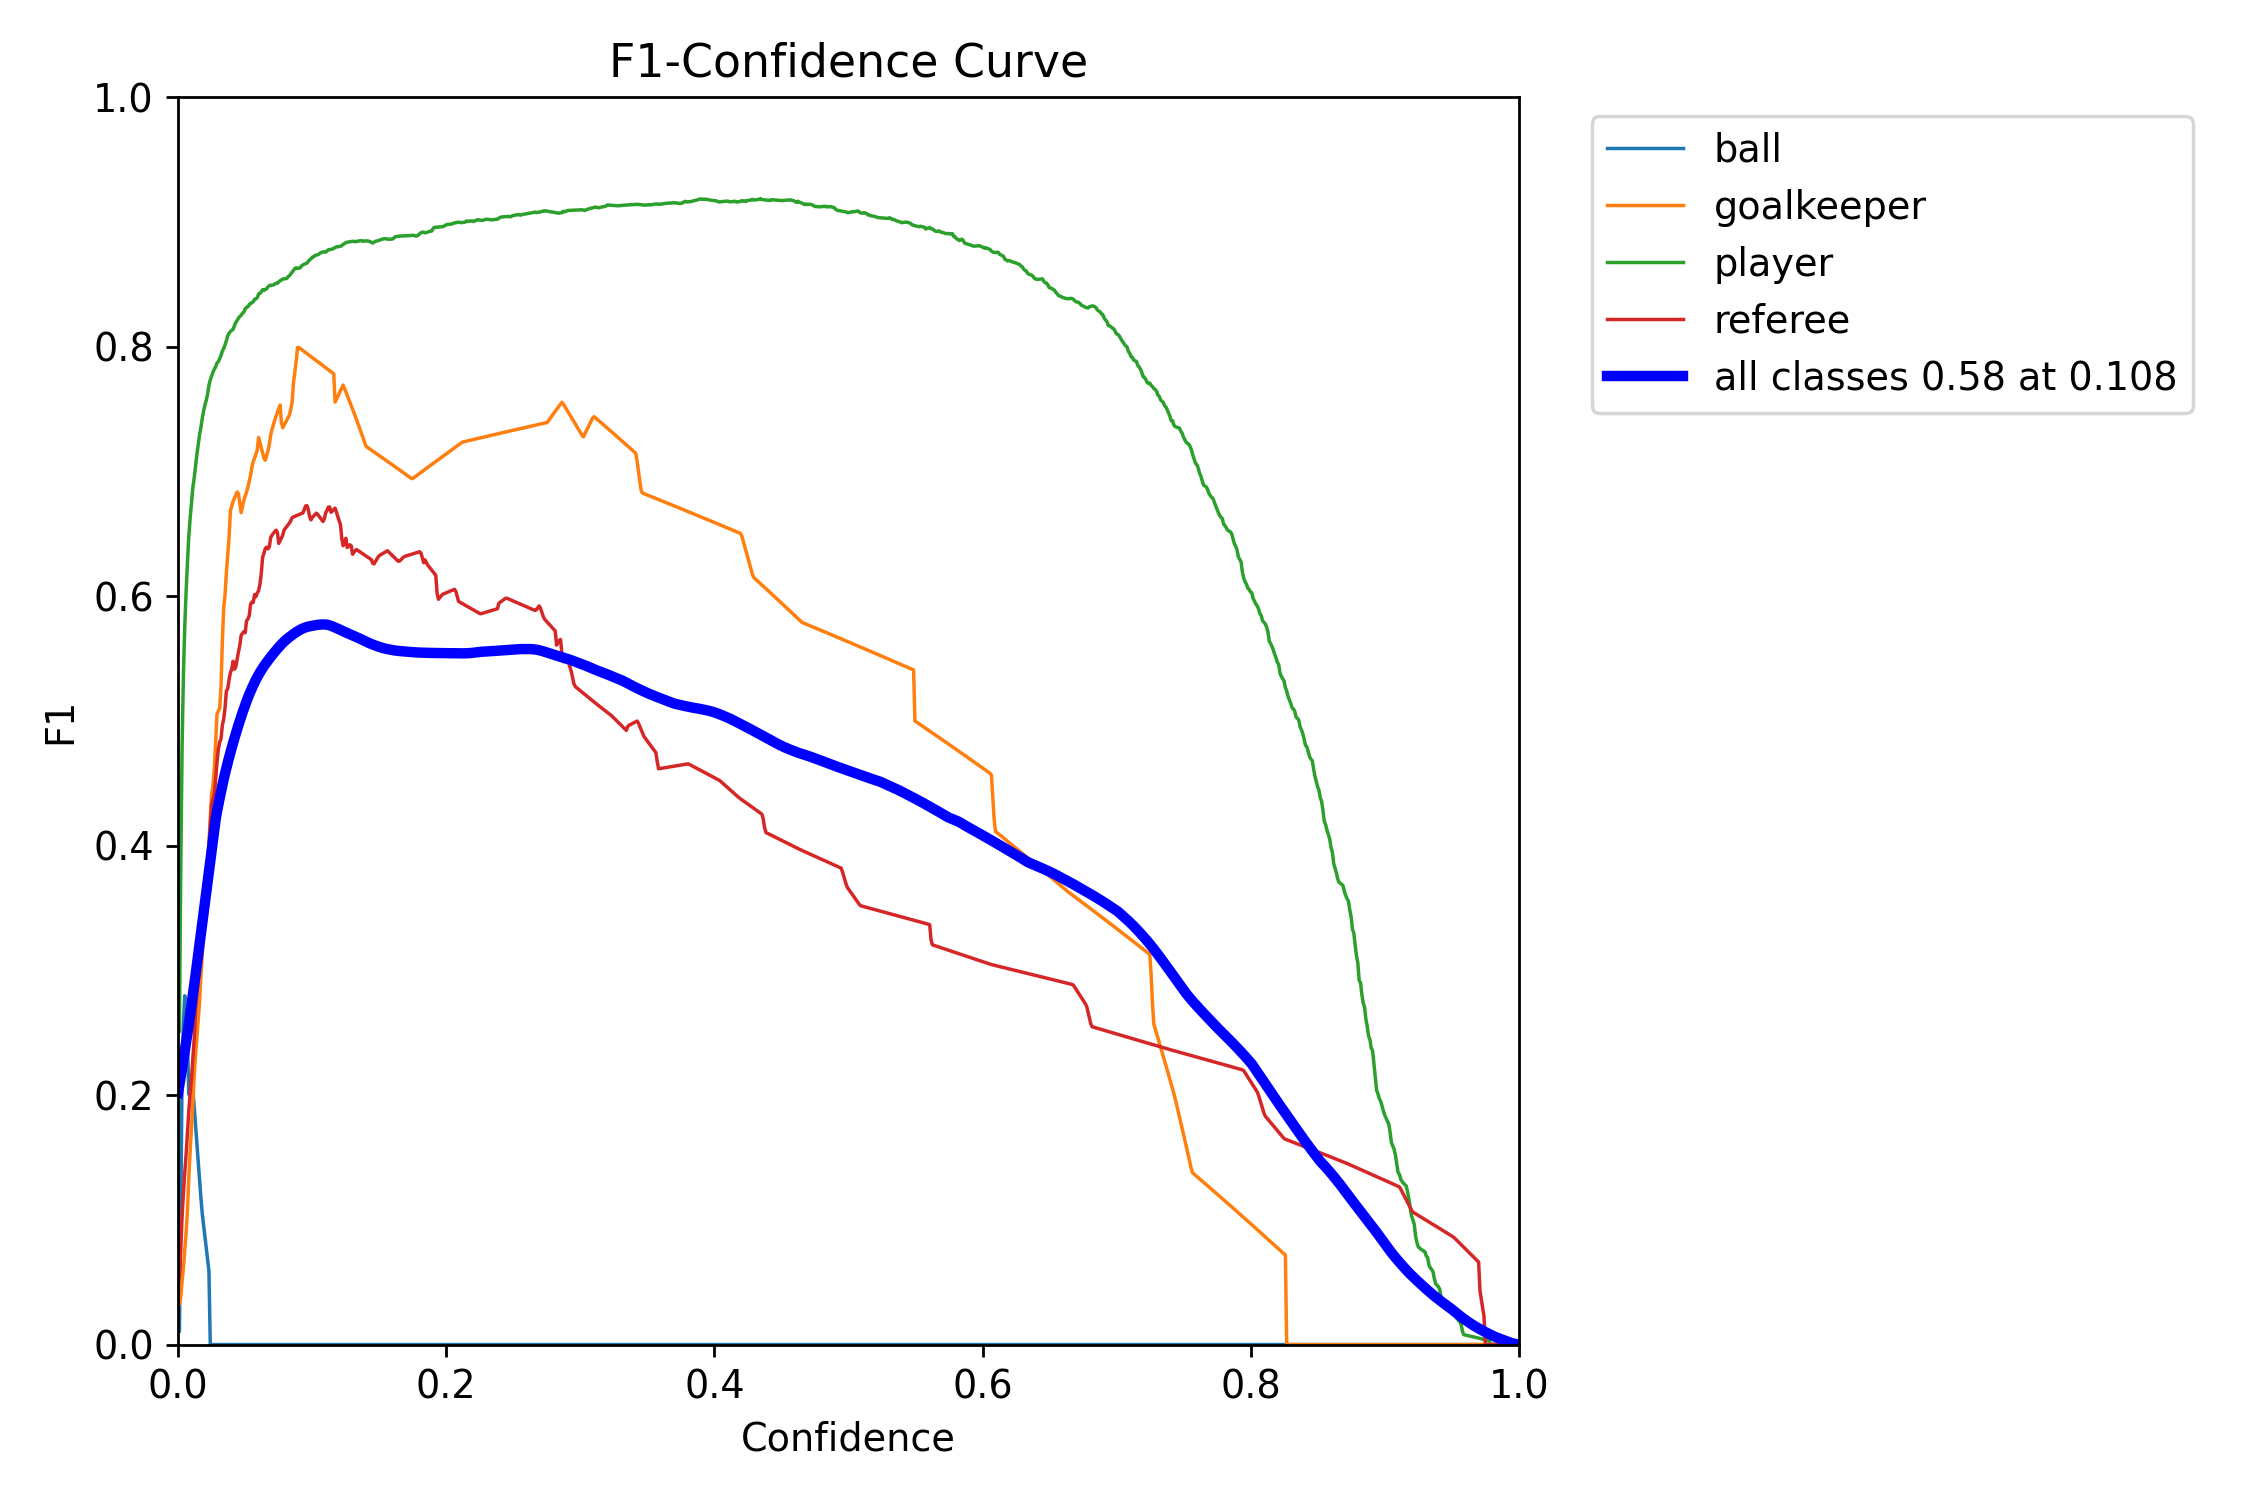 F1-Confidence Curve
1.0
0.8
0.6
0.4
0.2
0.0
F1
0.0 0.2 0.4 0.6 0.8 1.0
Confidence
ball
goalkeeper
player
referee
all classes 0.58 at 0.108